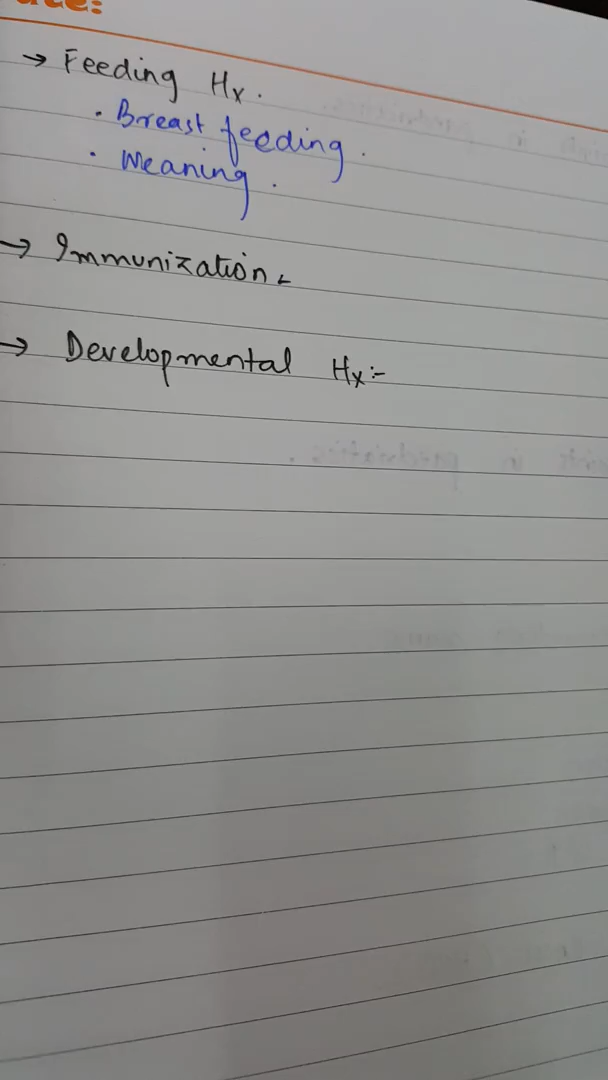 → Feeding Hx.
· Breast feeding.
· Weaning.
→ Immunization
→ Developmental Hx:-